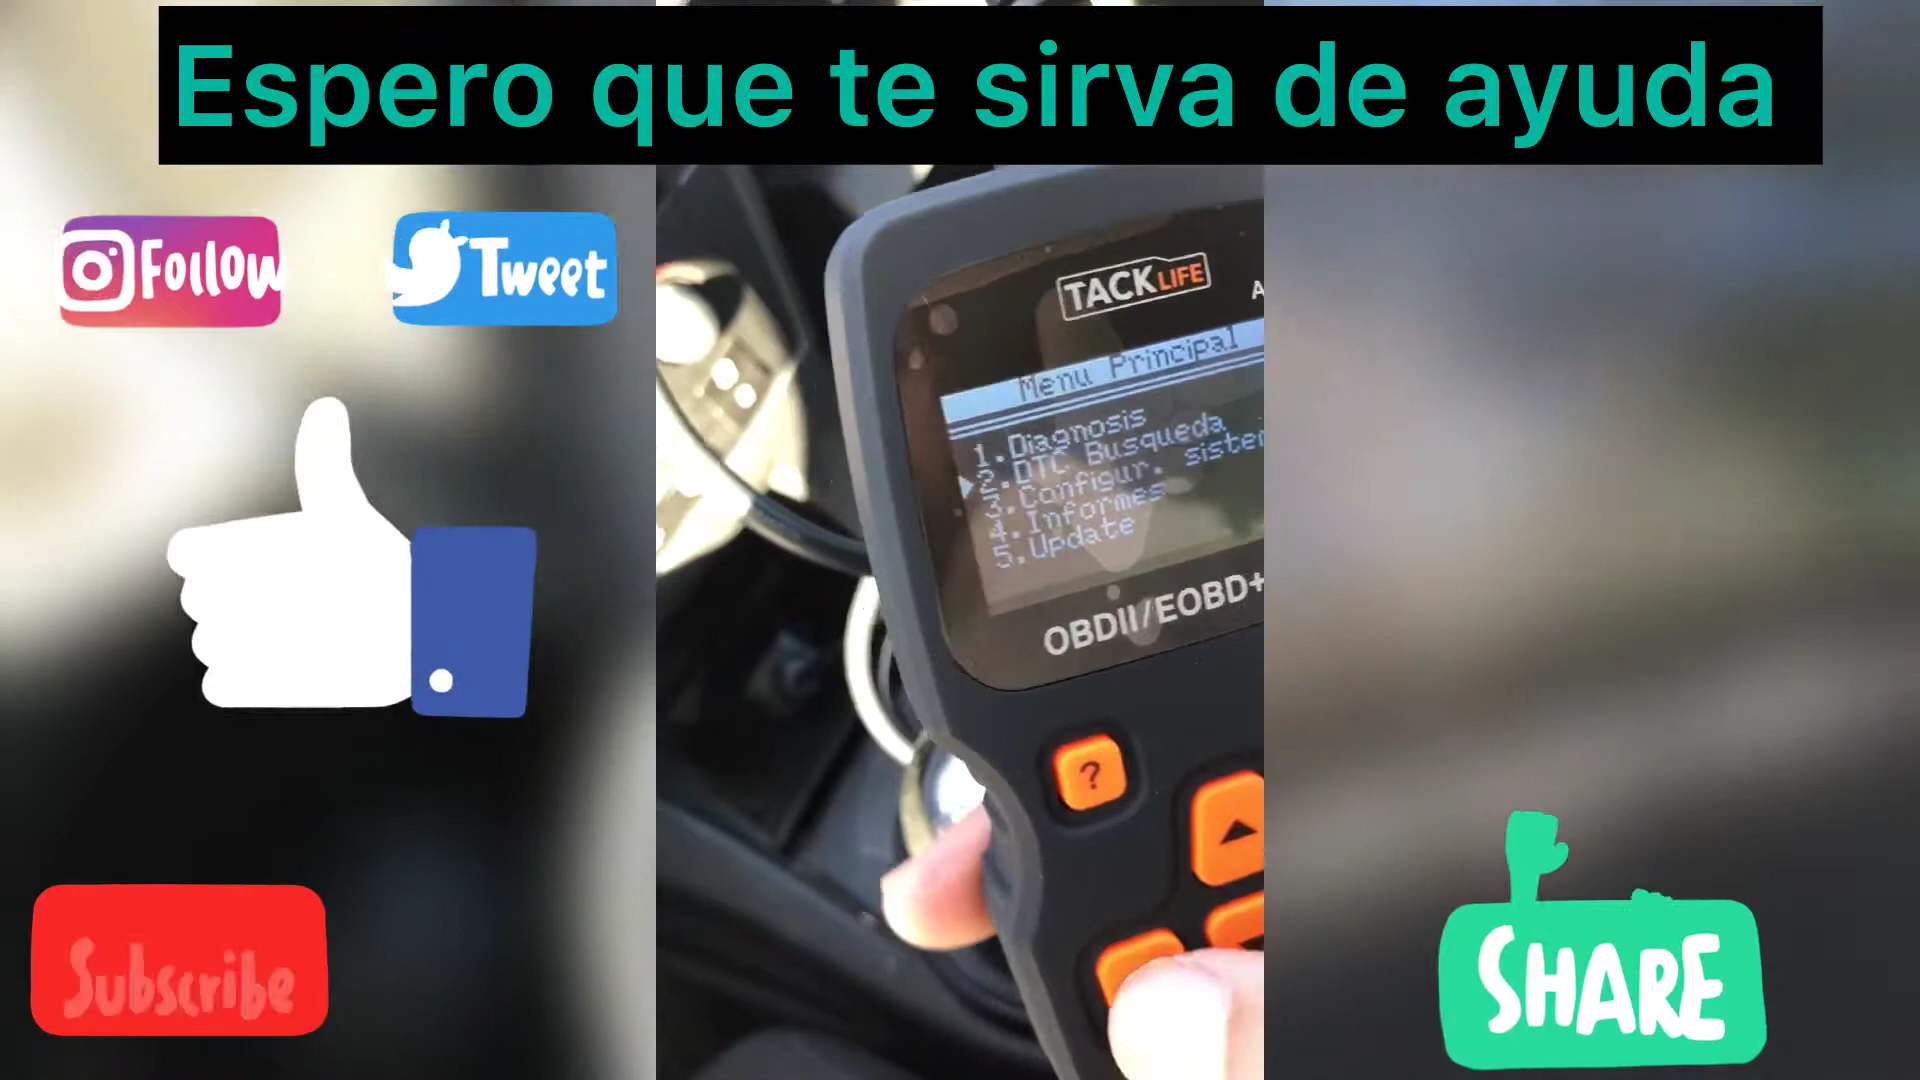 Espero que te sirva de ayuda
Follow
Tweet
TACKLIFE
Menu Principal
1.Diagnosis
2.DTC Busqueda
3.Configur.
4.Informes
5.Update
OBDII/EOBD+
?
Subscribe
SHARE